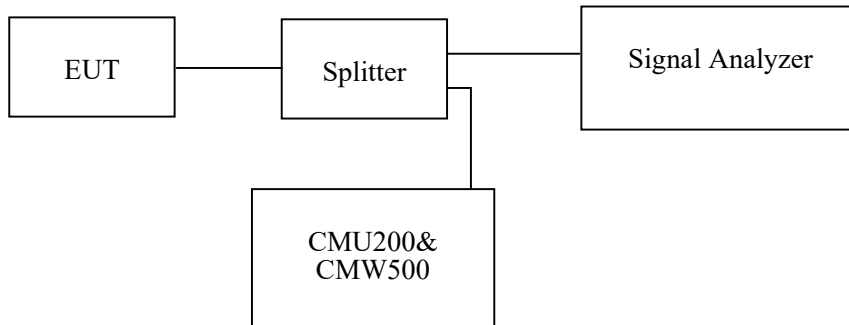 EUT
Splitter
Signal Analyzer
CMU200&
CMW500